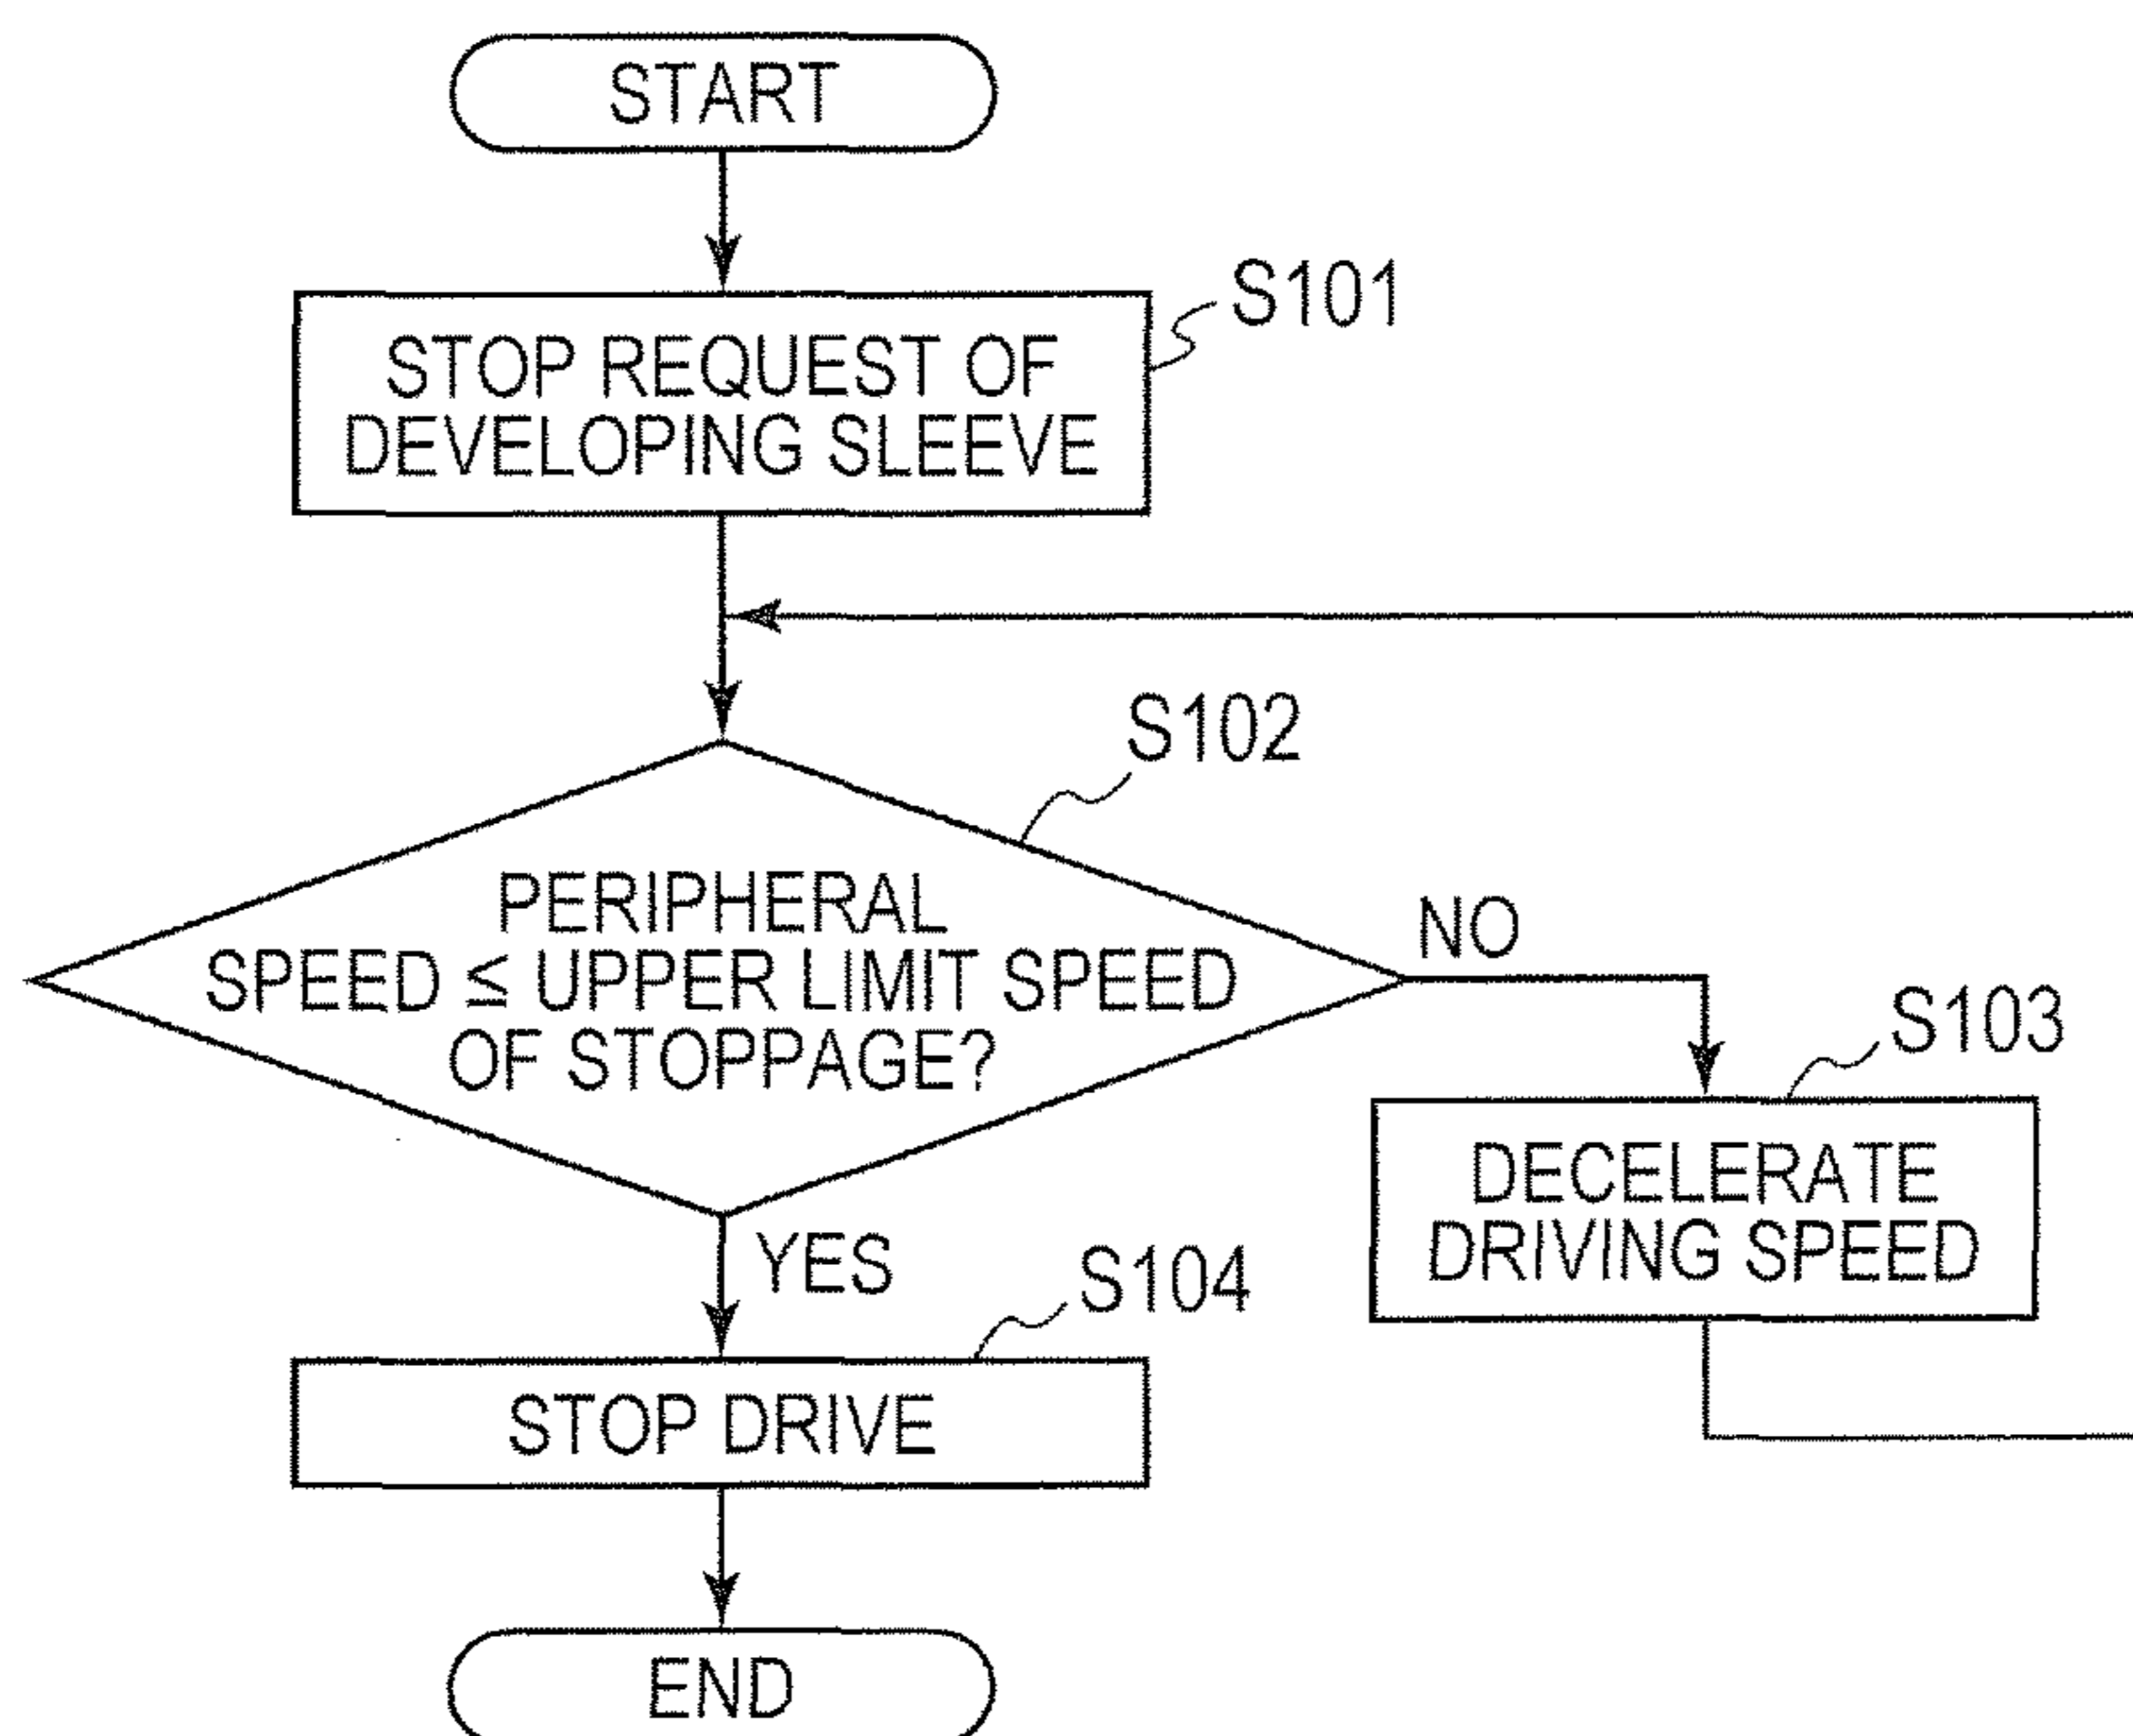 START
S101
STOP REQUEST OF
DEVELOPING SLEEVE
S102
PERIPHERAL
SPEED ≦ UPPER LIMIT SPEED
OF STOPPAGE?
NO
S103
DECELERATE
DRIVING SPEED
YES
S104
STOP DRIVE
END